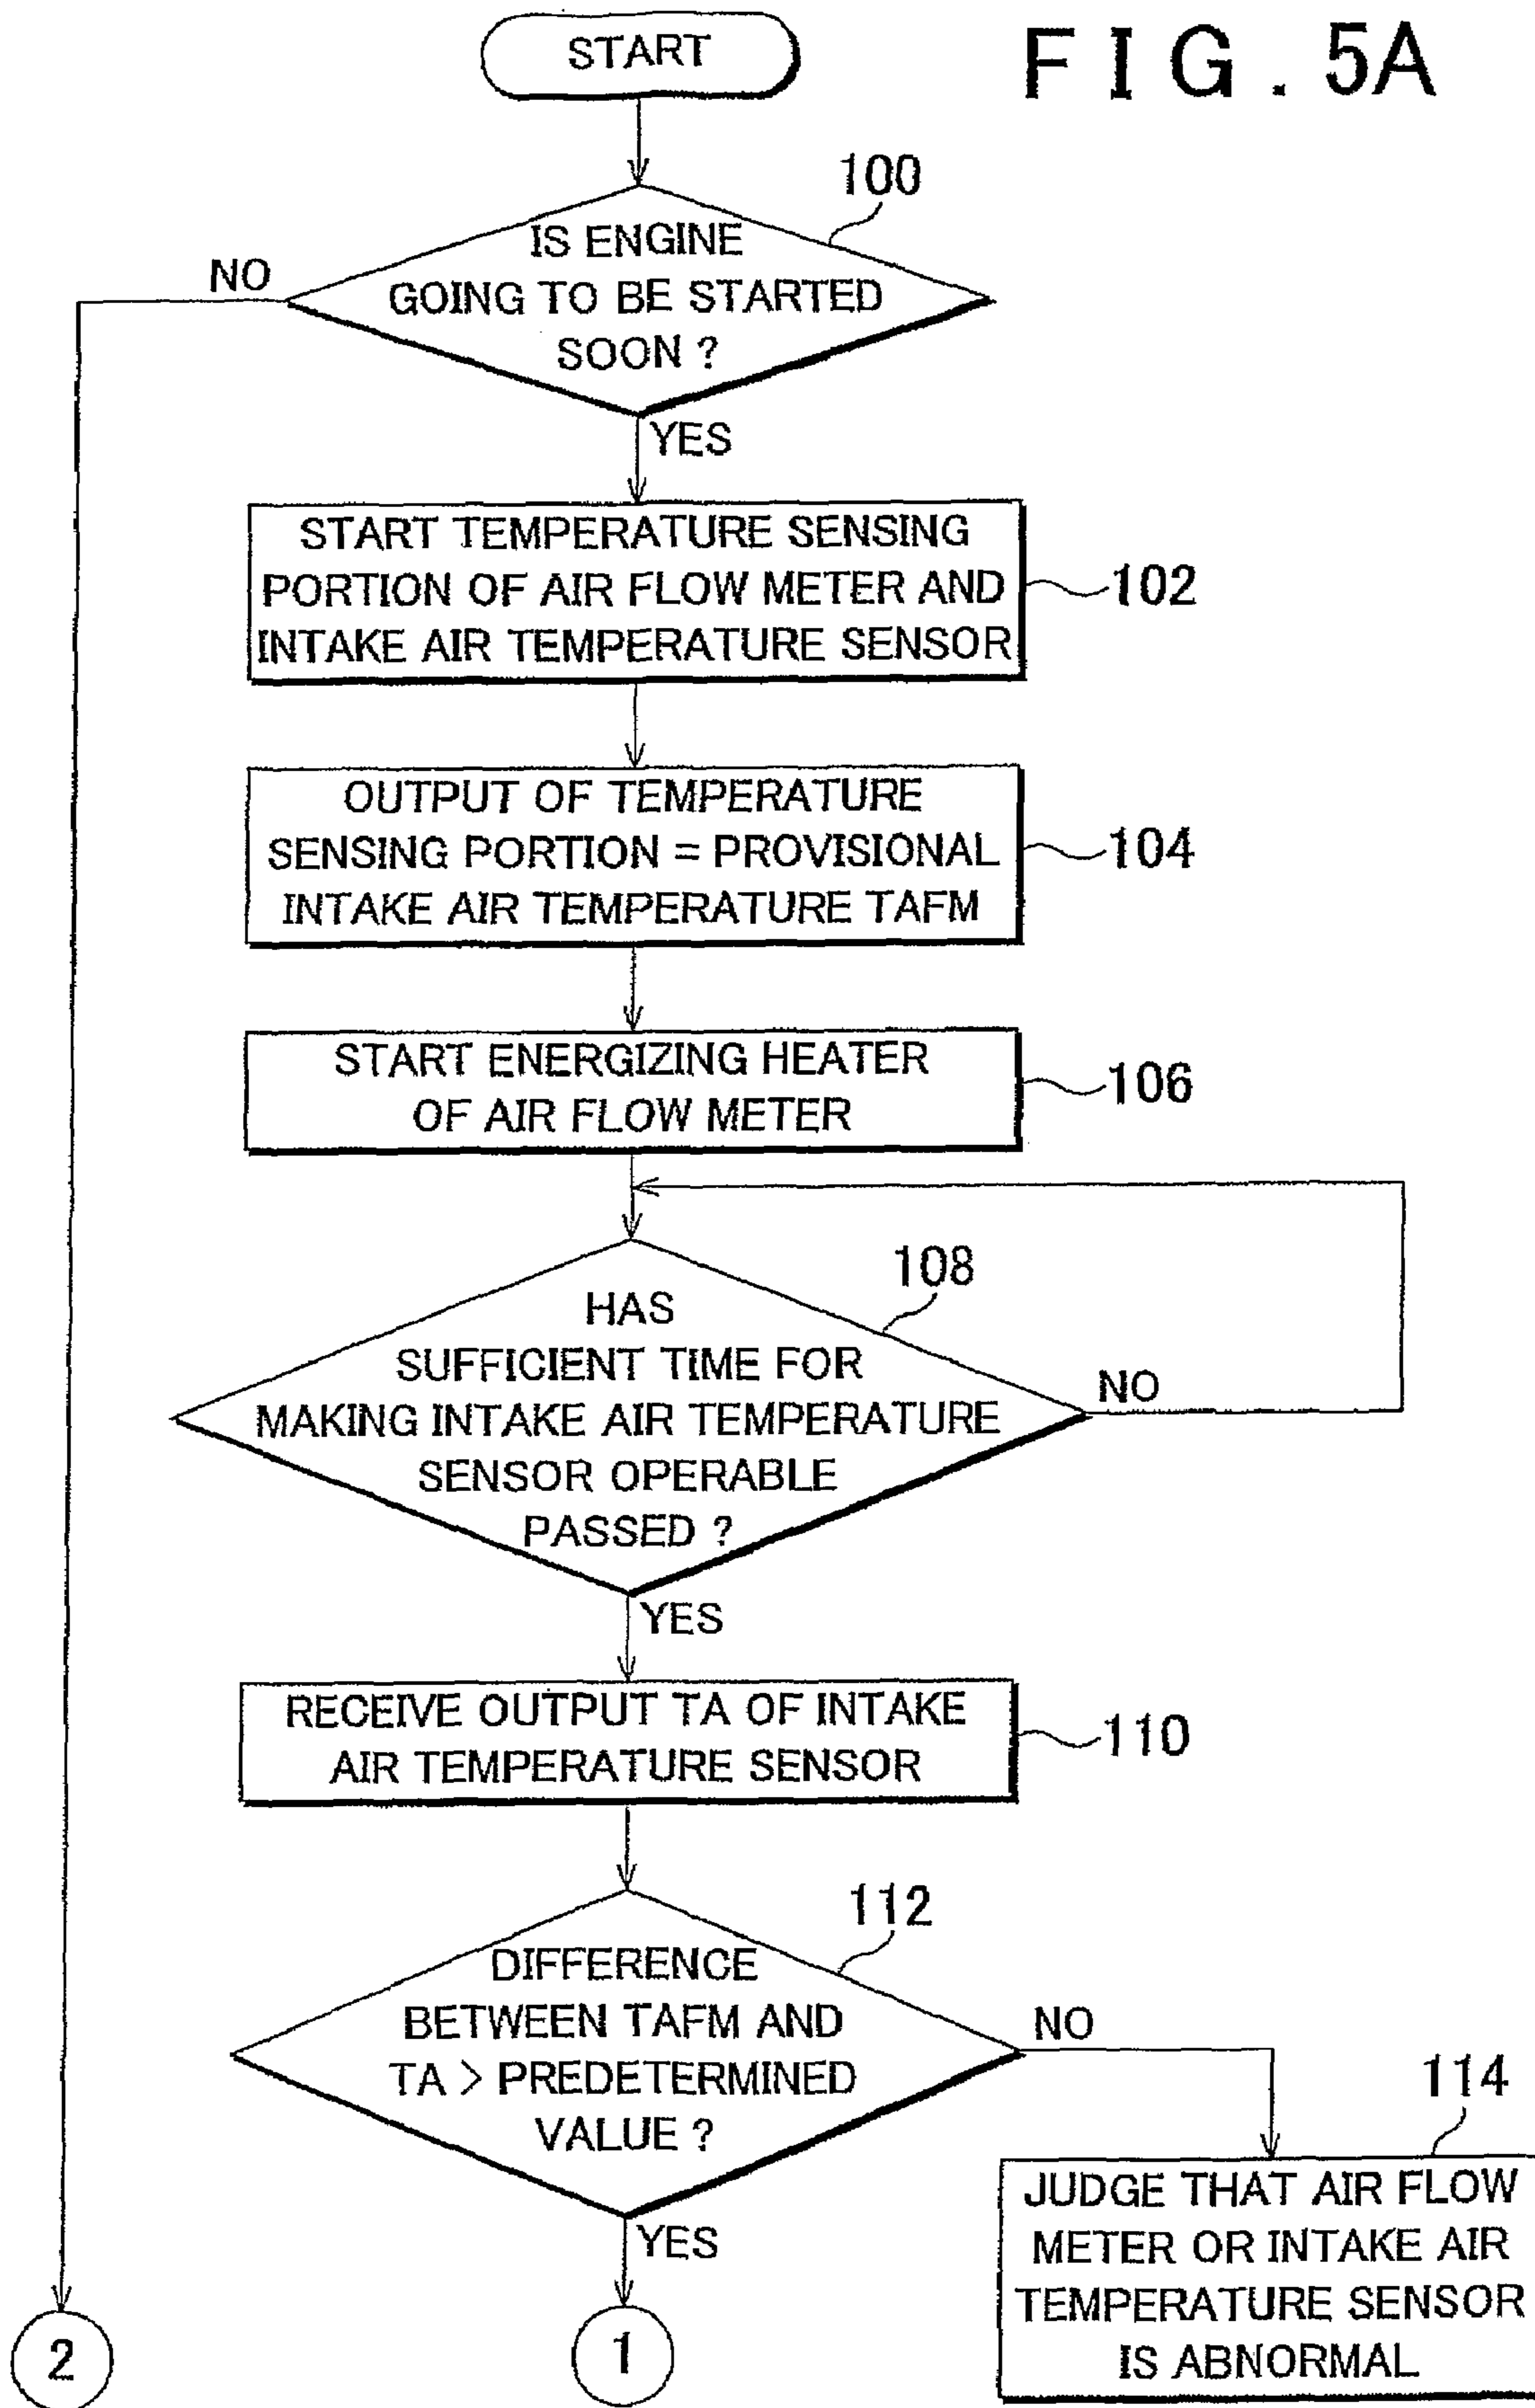 START
FIG. 5A
100
IS ENGINE
GOING TO BE STARTED
SOON ?
NO
YES
START TEMPERATURE SENSING
PORTION OF AIR FLOW METER AND
INTAKE AIR TEMPERATURE SENSOR
102
OUTPUT OF TEMPERATURE
SENSING PORTION = PROVISIONAL
INTAKE AIR TEMPERATURE TAFM
104
START ENERGIZING HEATER
OF AIR FLOW METER
106
108
HAS
SUFFICIENT TIME FOR
MAKING INTAKE AIR TEMPERATURE
SENSOR OPERABLE
PASSED ?
NO
YES
RECEIVE OUTPUT TA OF INTAKE
AIR TEMPERATURE SENSOR
110
112
DIFFERENCE
BETWEEN TAFM AND
TA > PREDETERMINED
VALUE ?
NO
YES
114
JUDGE THAT AIR FLOW
METER OR INTAKE AIR
TEMPERATURE SENSOR
IS ABNORMAL
2
1